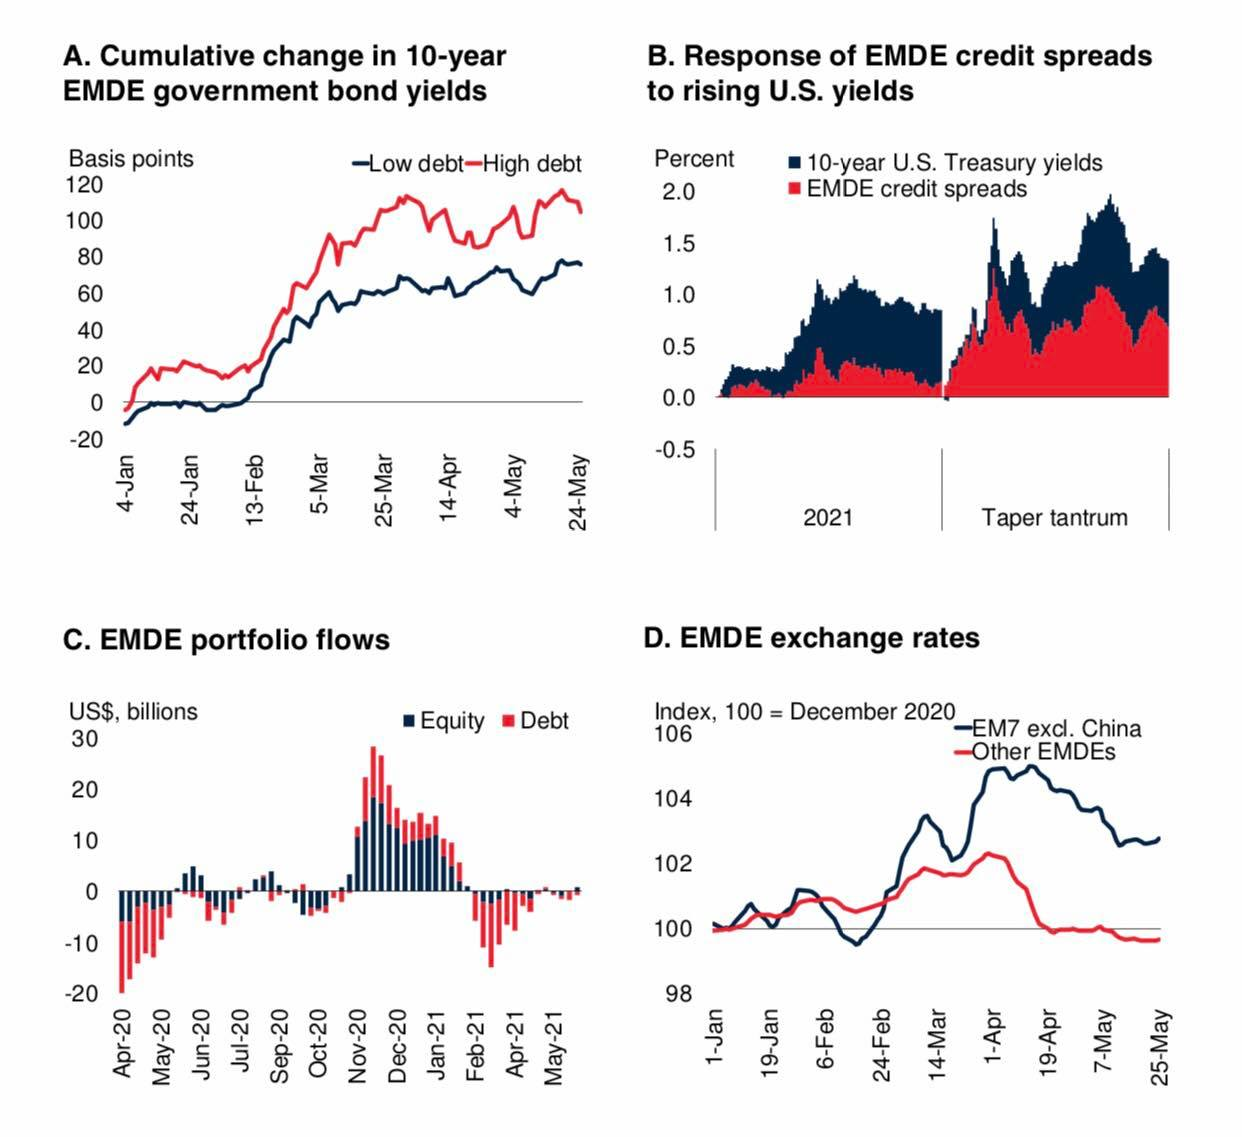 A. Cumulative change in 10-year
EMDE government bond yields
Basis points
Low debt High debt
120
100
80
60
40
20
0
-20
4-Jan
24-Jan
13-Feb
5-Mar
25-Mar
14-Apr
4-May
24-May
B. Response of EMDE credit spreads
to rising U.S. yields
Percent
10-year U.S. Treasury yields
EMDE credit spreads
2.0
1.5
1.0
0.5
0.0
-0.5
2021
Taper tantrum
C. EMDE portfolio flows
US$, billions
Equity Debt
30
20
10
0
-10
-20
Apr-20
May-20
Jun-20
Jul-20
Sep-20
Oct-20
Nov-20
Dec-20
Jan-21
Feb-21
Apr-21
May-21
D. EMDE exchange rates
Index, 100 = December 2020
EM7 excl. China
Other EMDEs
106
104
102
100
98
1-Jan
19-Jan
6-Feb
24-Feb
14-Mar
1-Apr
19-Apr
7-May
25-May